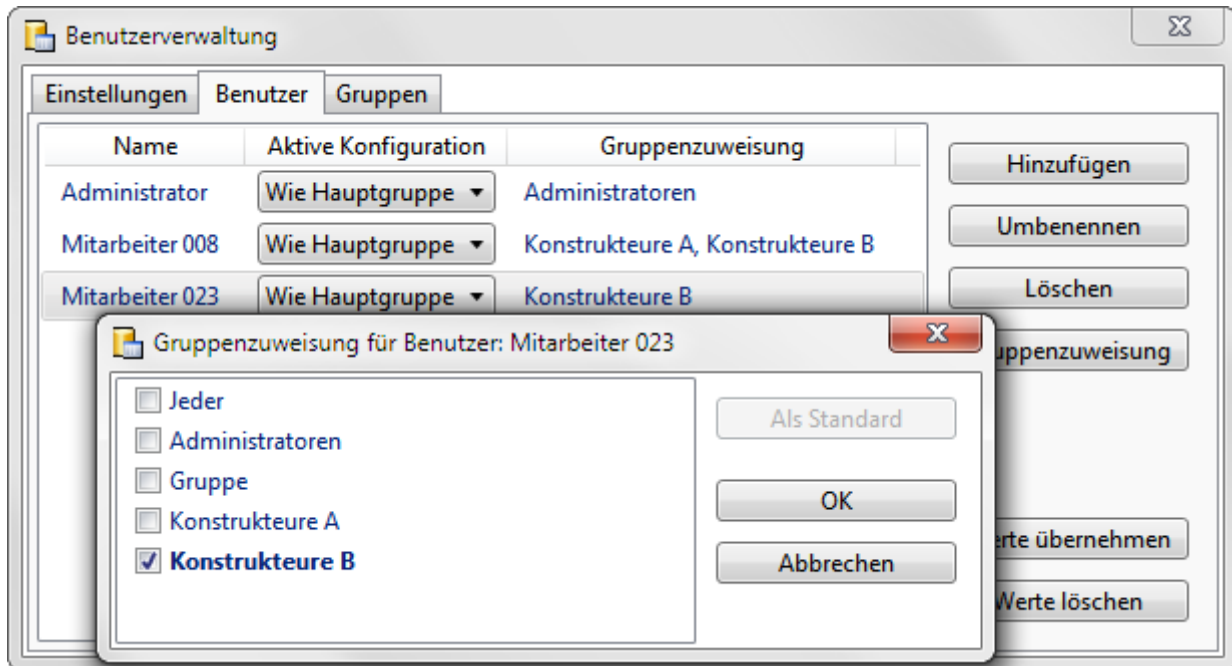 Benutzerverwaltung
Einstellungen Benutzer Gruppen
Name Aktive Konfiguration Gruppenzuweisung
Administrator Wie Hauptgruppe Administratoren
Mitarbeiter 008 Wie Hauptgruppe Konstrukteure A, Konstrukteure B
Mitarbeiter 023 Wie Hauptgruppe Konstrukteure B
Hinzufügen
Umbenennen
Löschen
uppenzuweisung
erte übernehmen
Werte löschen
Gruppenzuweisung für Benutzer: Mitarbeiter 023
Jeder
Administratoren
Gruppe
Konstrukteure A
Konstrukteure B
Als Standard
OK
Abbrechen